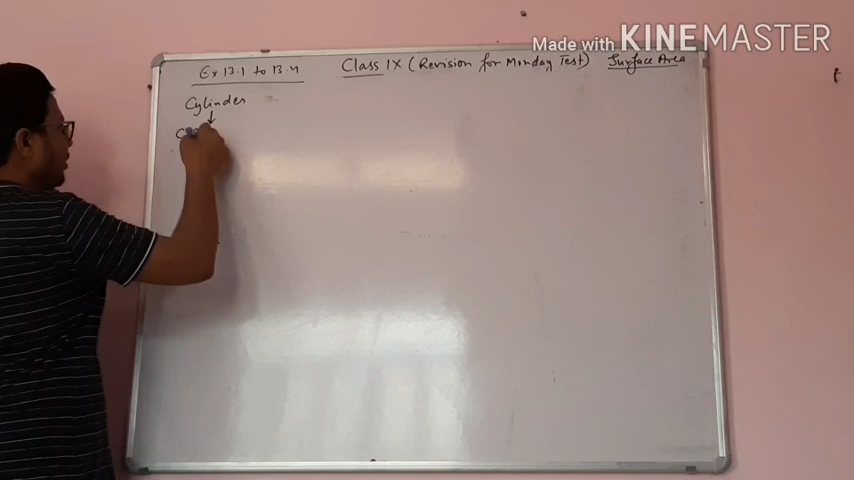 Made with KINEMASTER
Ex 13.1 to 13.4 Class IX (Revision for Monday Test) Surface Area
Cylinder